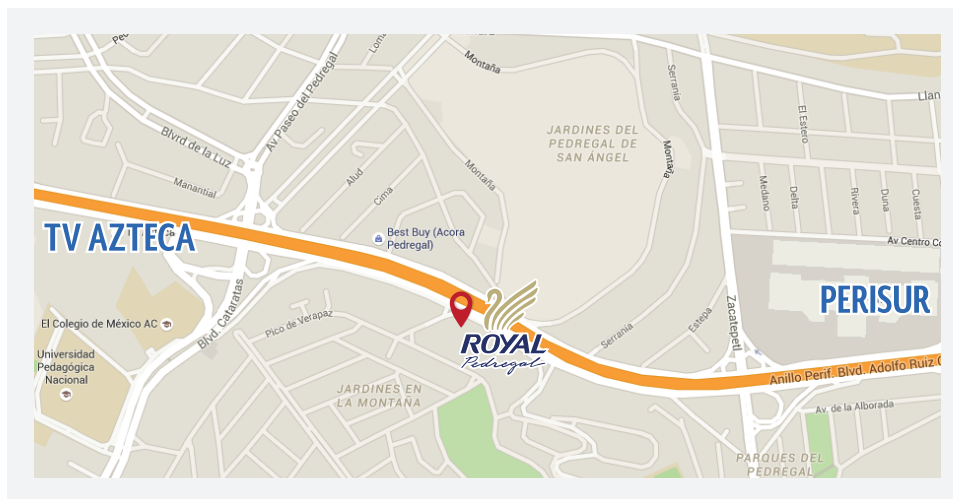 Montaña
Serrania
Llan
El Estero
Av Paseo del Pedregal
Blvrd de la Luz
JARDINES DEL
PEDREGAL DE
SAN ÁNGEL
Montaña
Montaña
Alud
Cima
Manantial
Medano
Delta
Rivera
Duna
Cuesta
TV AZTECA
Best Buy (Acora
Pedregal)
Av Centro Co
Blvd. Cataratas
Zacatepetl
PERISUR
El Colegio de México AC
Pico de Verapaz
Serrania
Estepa
ROYAL
Pedregal
Universidad
Pedagógica
Nacional
Anillo Perif. Blvd. Adolfo Ruiz C
JARDINES EN
LA MONTAÑA
Av. de la Alborada
PARQUES DEL
PEDREGAL